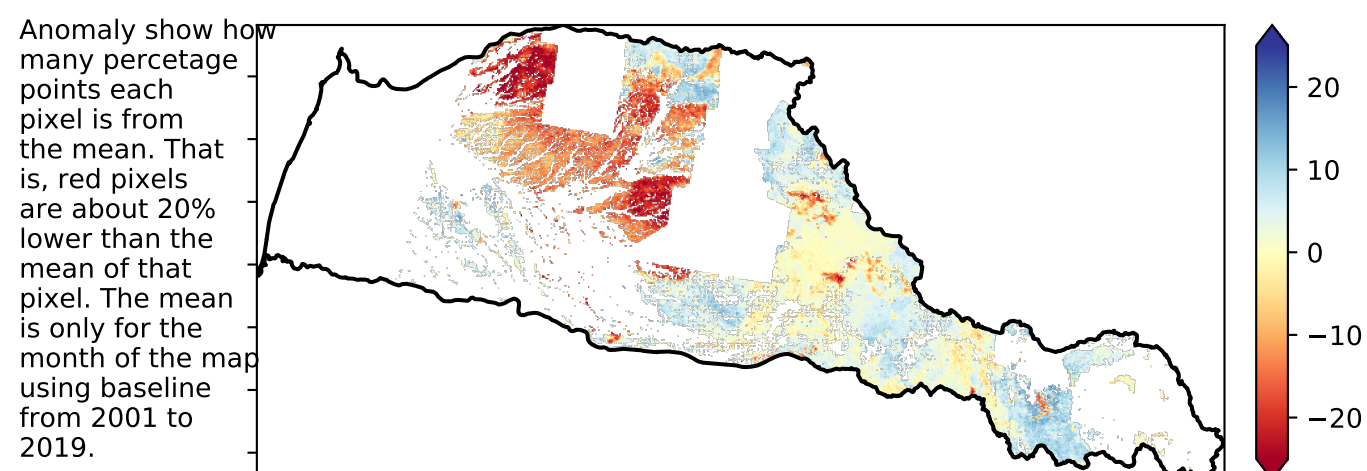 Anomaly show how
many percetage
points each
pixel is from
the mean. That
is, red pixels
are about 20%
lower than the
mean of that
pixel. The mean
is only for the
month of the map
using baseline
from 2001 to
2019.
20
10
0
−10
−20